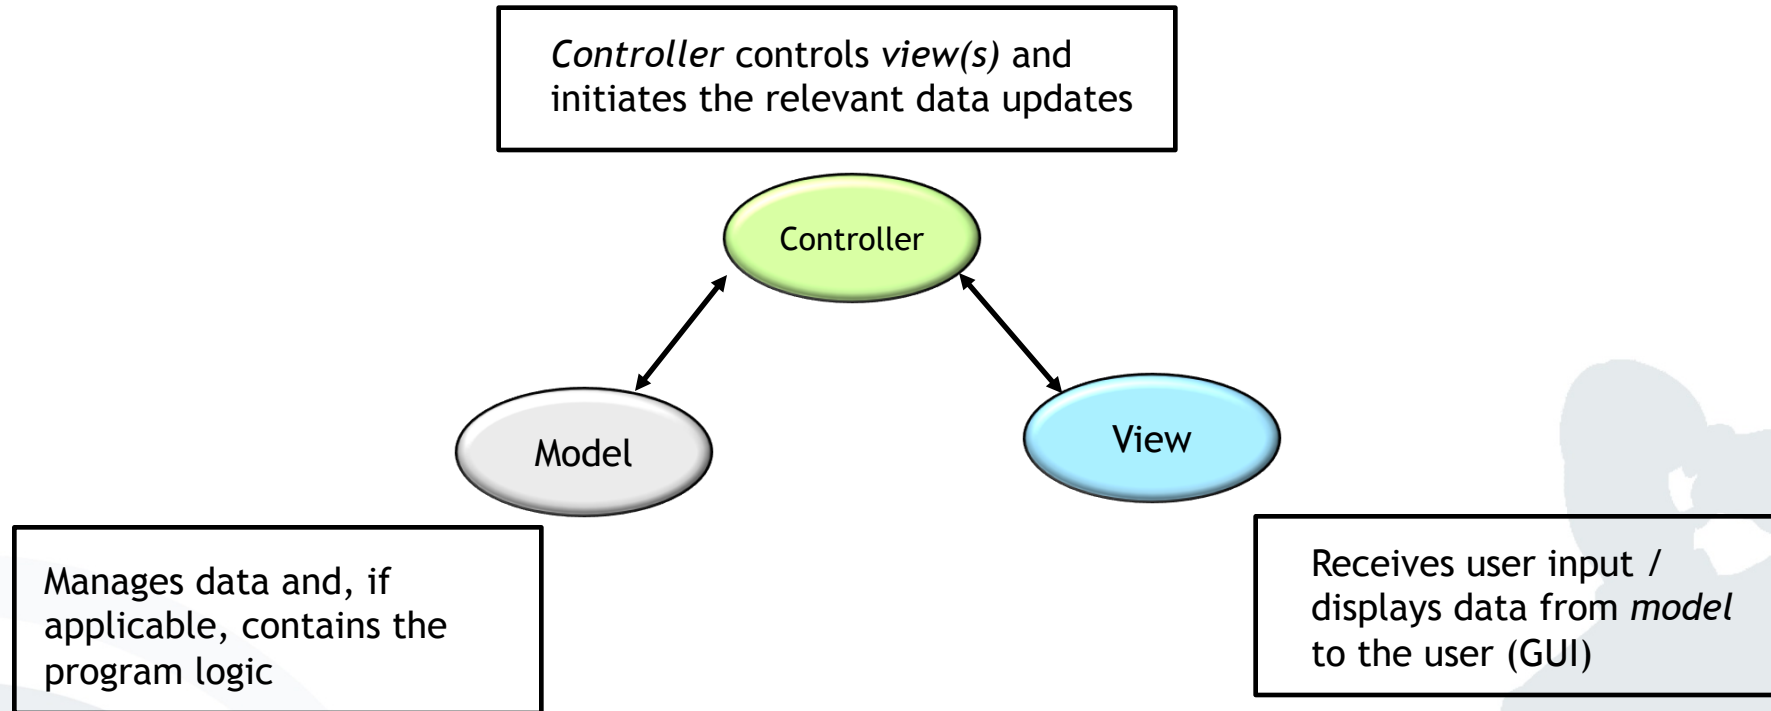 Controller controls view(s) and
initiates the relevant data updates
Controller
Model
View
Manages data and, if
applicable, contains the
program logic
Receives user input /
displays data from model
to the user (GUI)